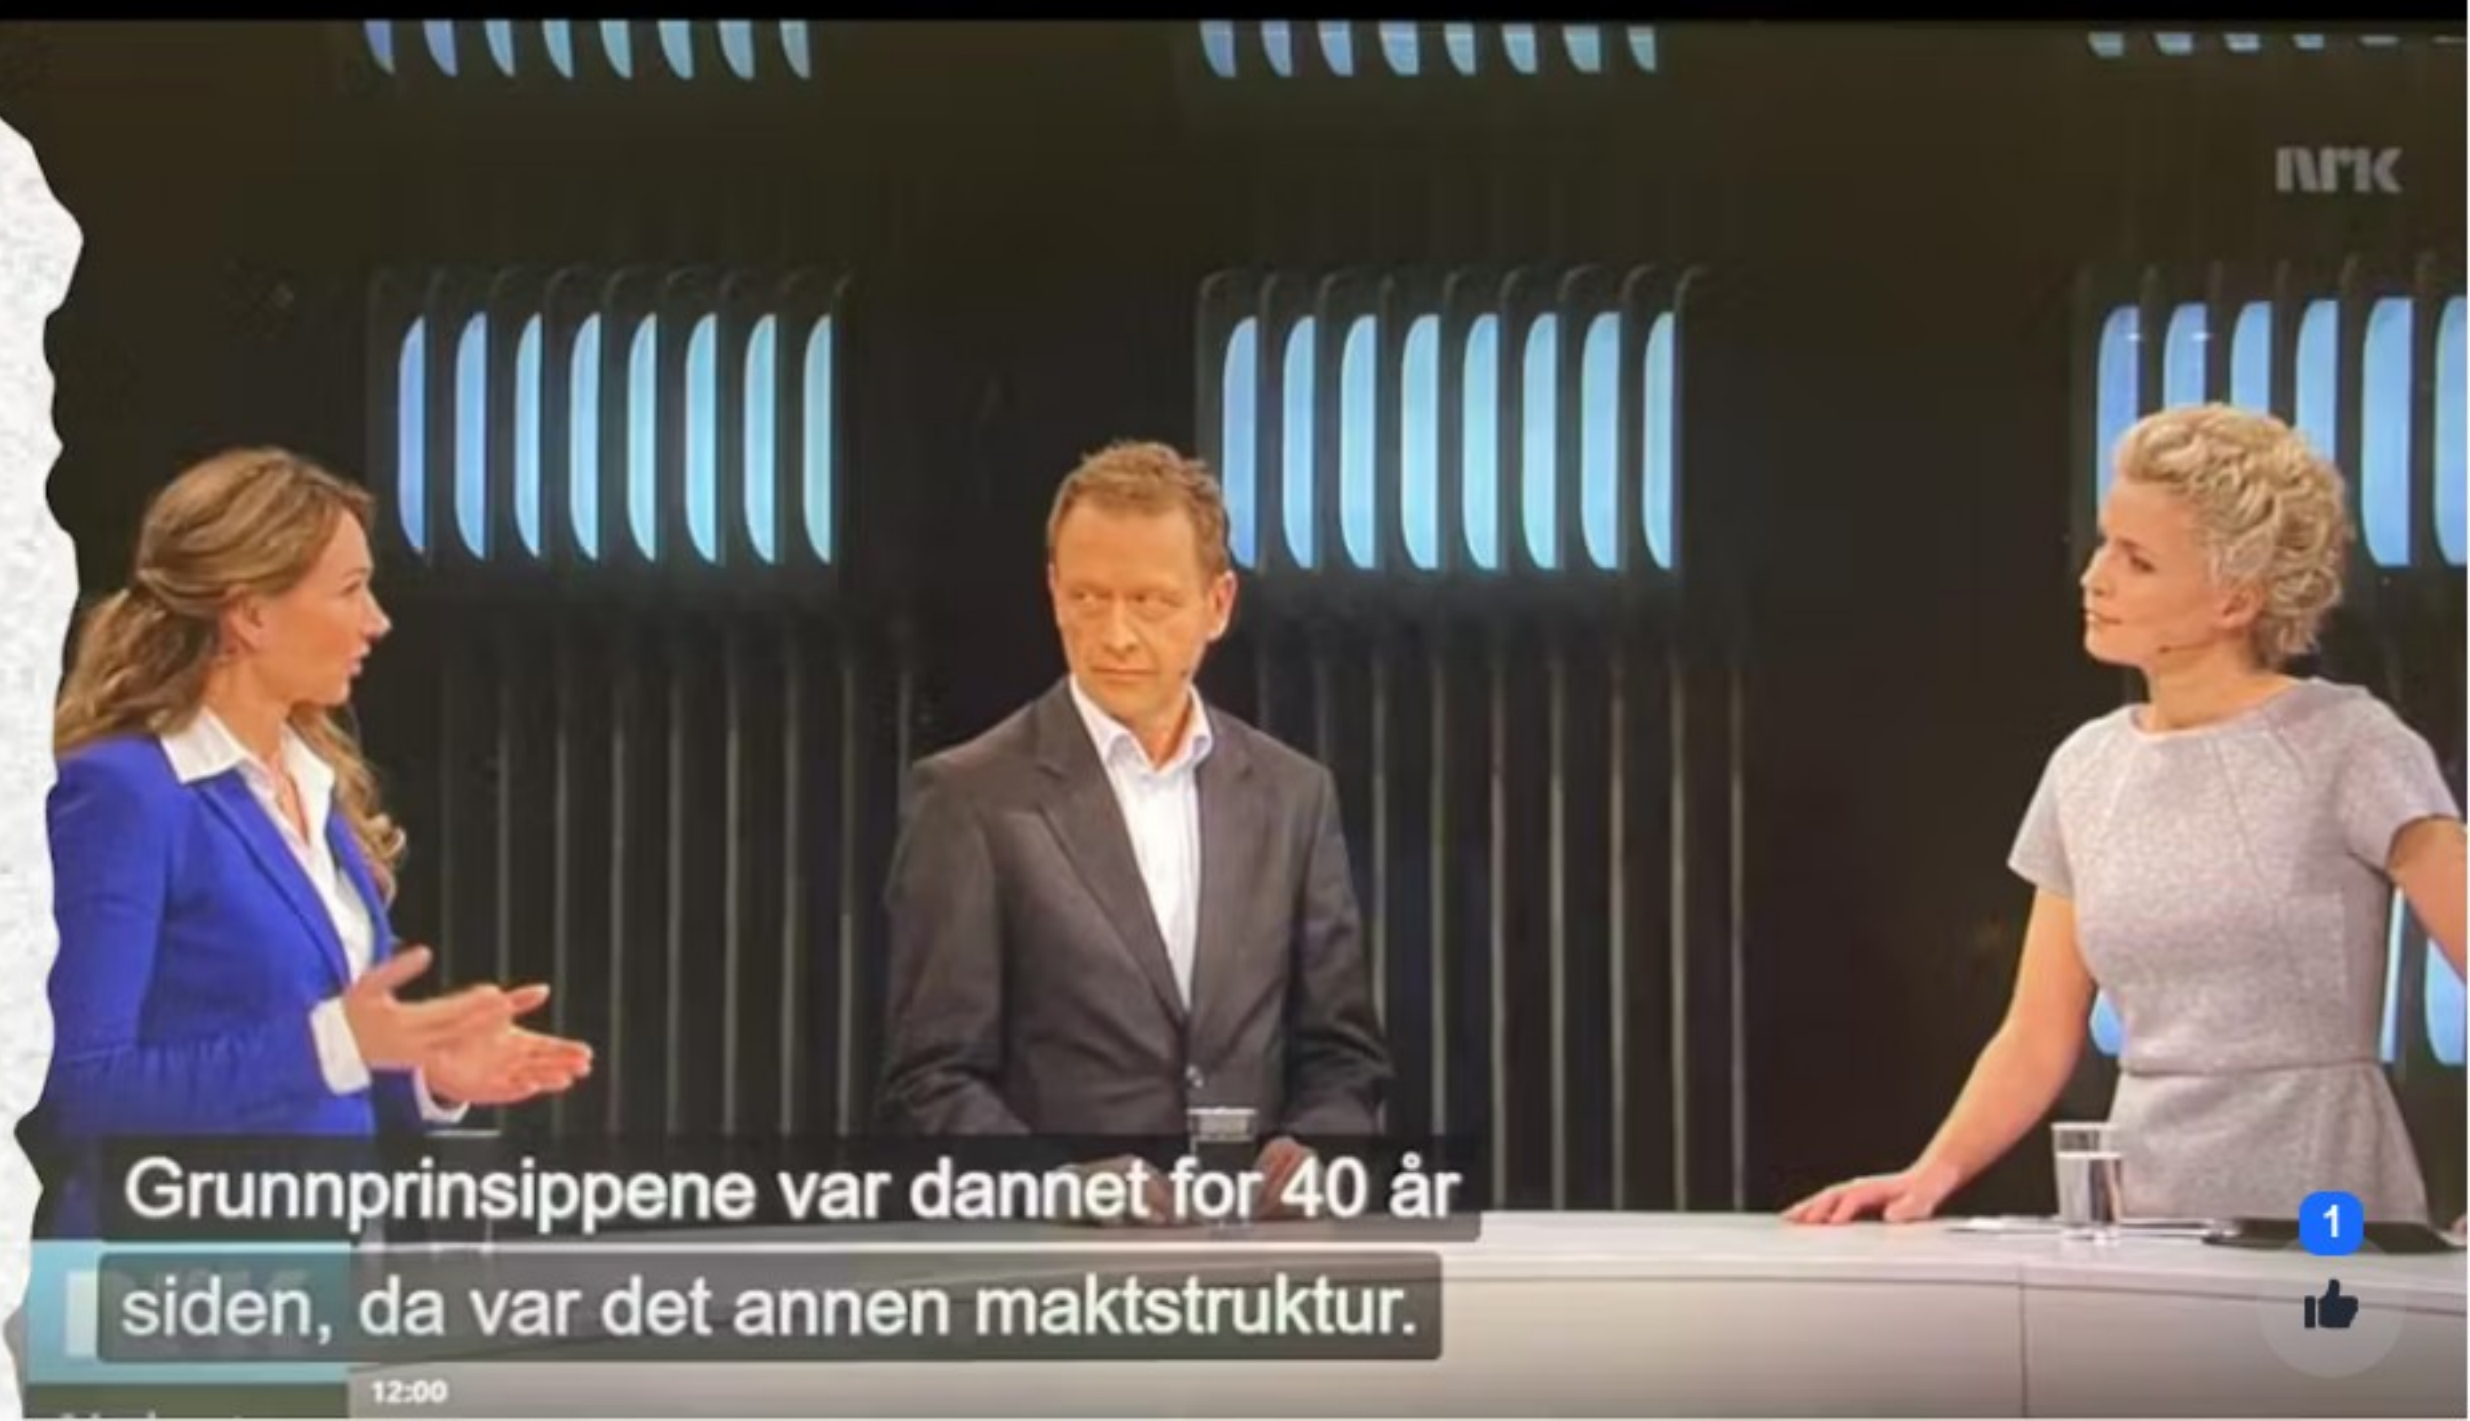 nrk
Grunnprinsippene var dannet for 40 år
siden, da var det annen maktstruktur.
1
12:00